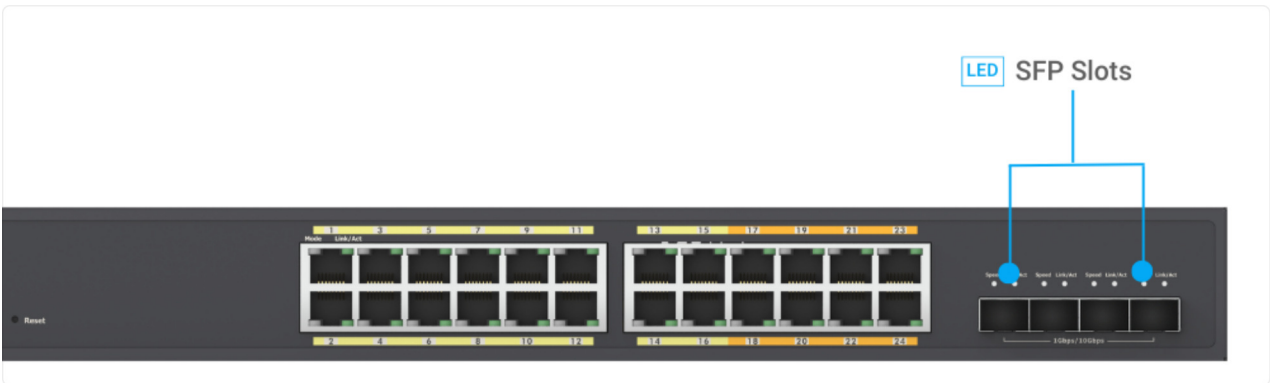 LED SFP Slots
1 3 5 7 9 11 13 15 17 19 21 23
Mode Link/Act
Speed Act Speed Link/Act Speed Link/Act Link/Act
Reset
2 4 6 8 10 12 14 16 18 20 22 24
1Gbps/10Gbps